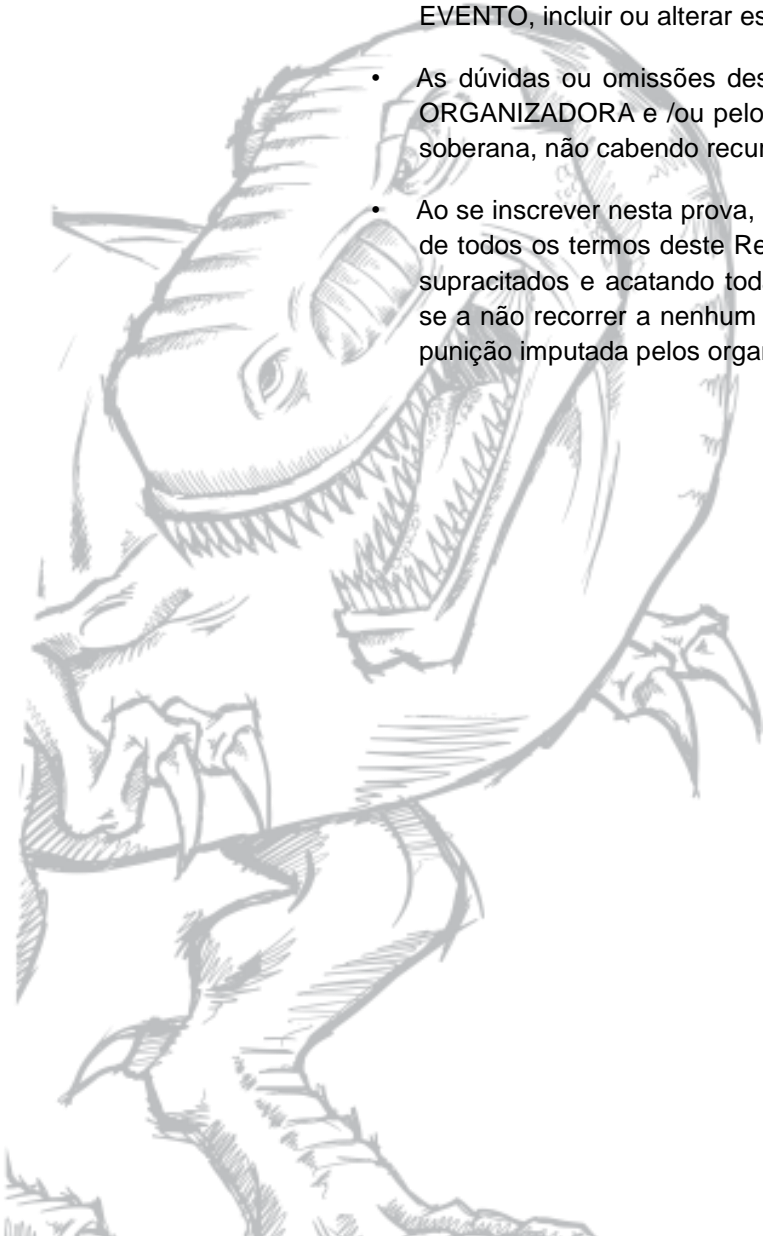 EVENTO, incluir ou alterar es
• As dúvidas ou omissões des
ORGANIZADORA e /ou pelo
soberana, não cabendo recur
• Ao se inscrever nesta prova,
de todos os termos deste Re
supracitados e acatando toda
se a não recorrer a nenhum
punição imputada pelos orga